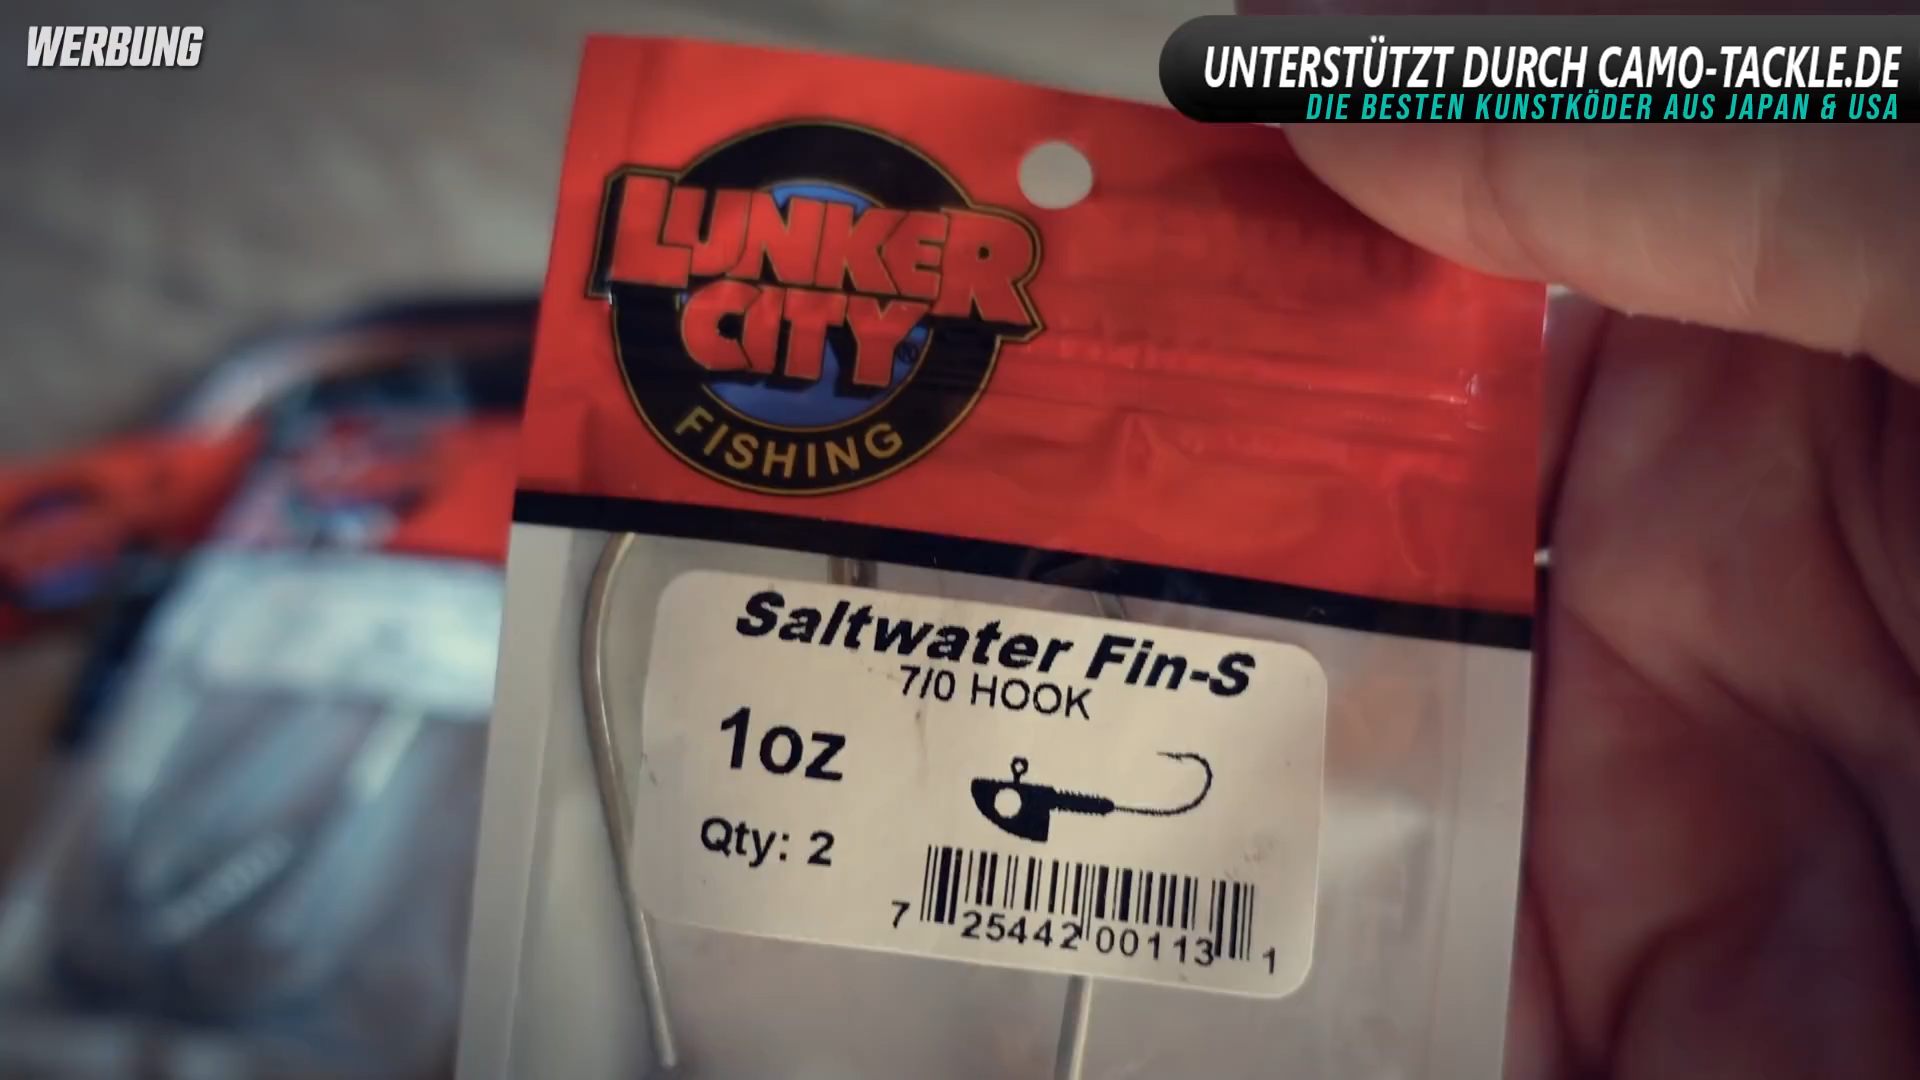 WERBUNG
UNTERSTÜTZT DURCH CAMO-TACKLE.DE
DIE BESTEN KUNSTKÖDER AUS JAPAN & USA
LUNKER
CITY®
FISHING
Saltwater Fin-S
7/0 HOOK
1oz
Qty: 2
7 25442 00113 1